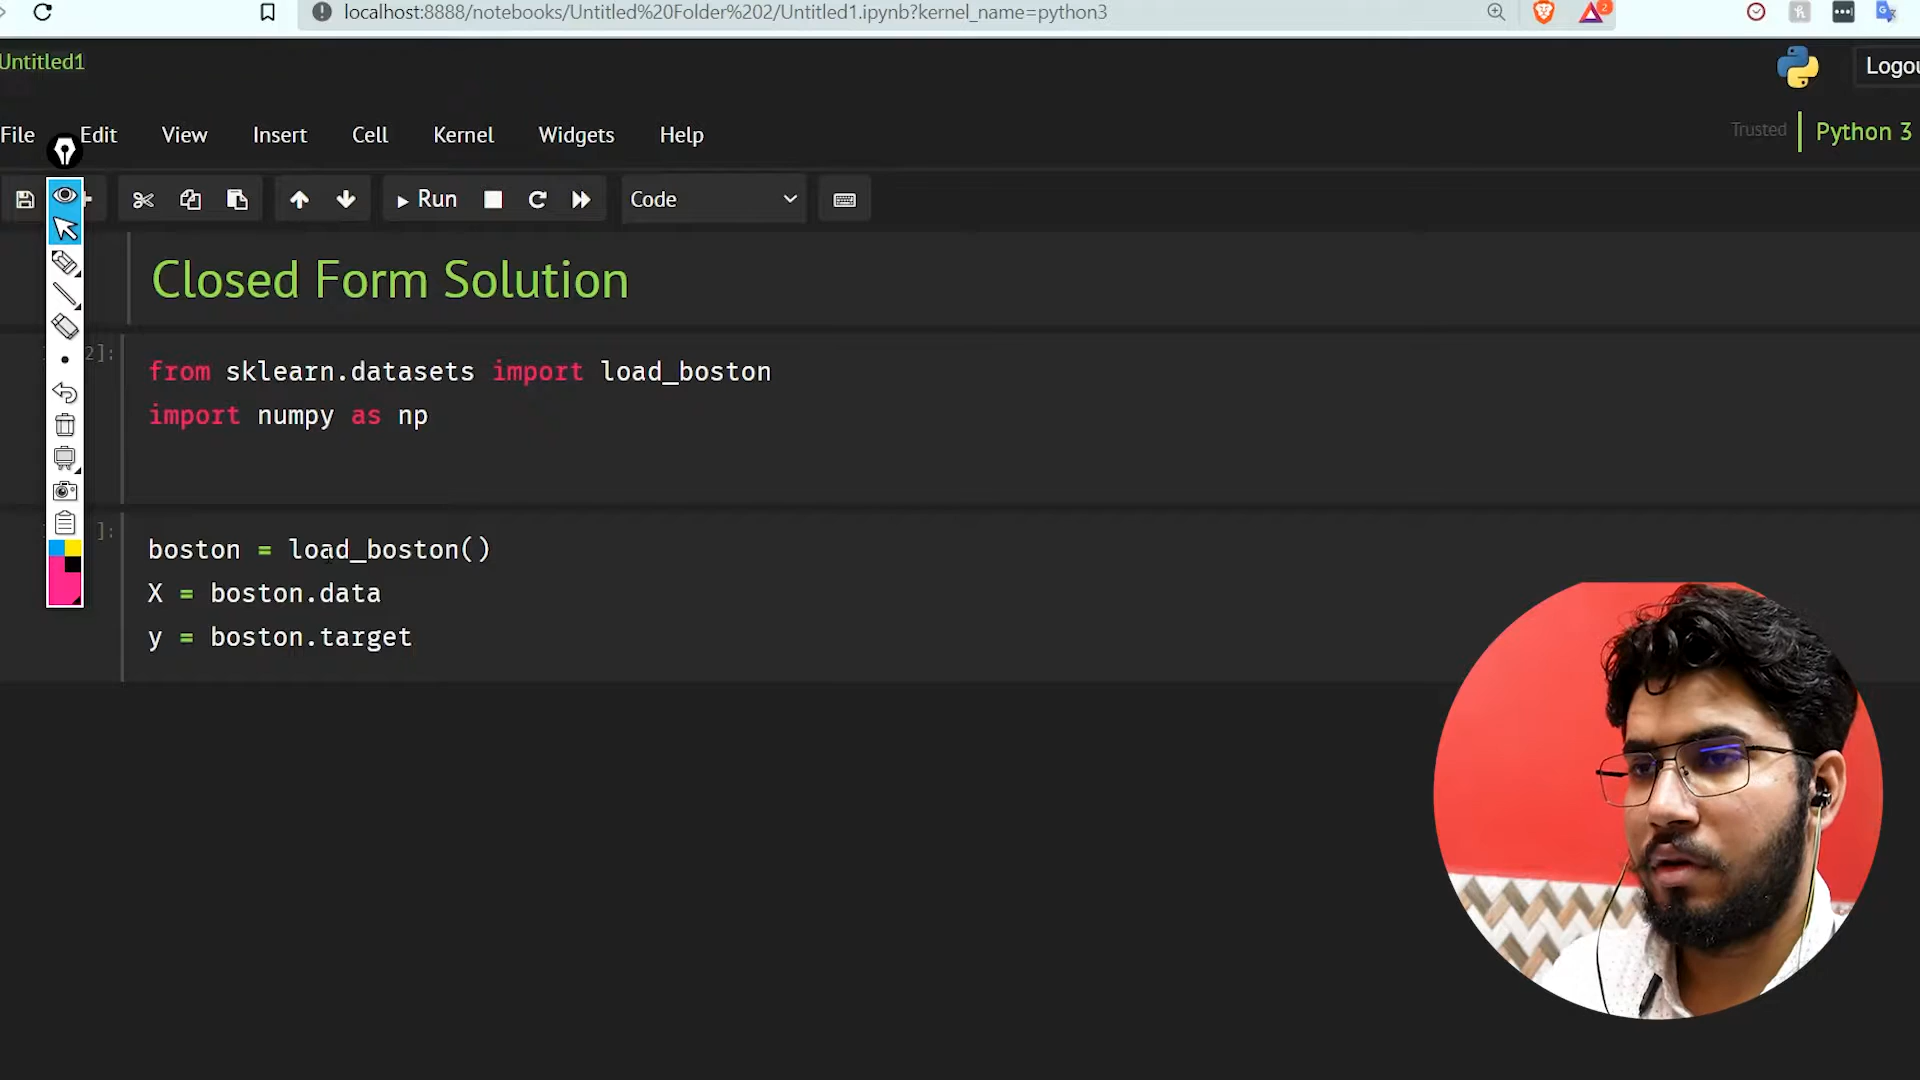 localhost:8888/notebooks/Untitled%20Folder%202/Untitled1.ipynb?kernel_name=python3
2
Untitled1
Logou
File Edit View Insert Cell Kernel Widgets Help
Trusted
Python 3
Run
Code
Closed Form Solution
2]:
from sklearn.datasets import load_boston
import numpy as np
]:
boston = load_boston()
X = boston.data
y = boston.target